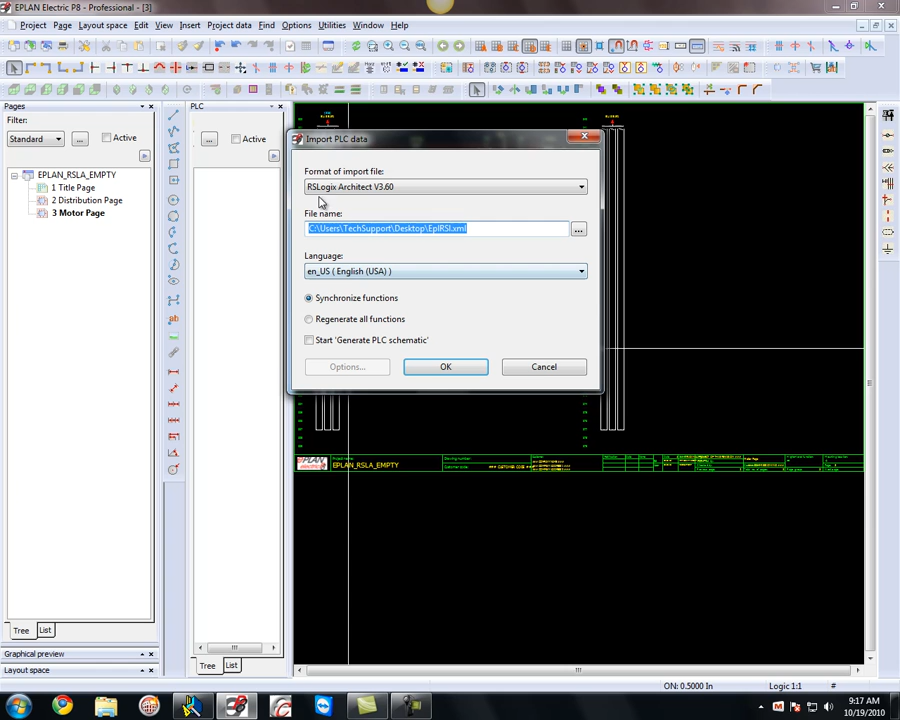 EPLAN Electric P8 - Professional - [3]
Project Page Layout space Edit View Insert Project data Find Options Utilities Window Help
Pages
PLC
Filter:
Standard
...
Active
...
Active
EPLAN_RSLA_EMPTY
1 Title Page
2 Distribution Page
3 Motor Page
Import PLC data
Format of import file:
RSLogix Architect V3.60
File name:
C:\Users\TechSupport\Desktop\EplRSI.xml
...
Language:
en_US ( English (USA) )
Synchronize functions
Regenerate all functions
Start 'Generate PLC schematic'
Options...
OK
Cancel
EPLAN_RSLA_EMPTY
Tree
List
Graphical preview
Layout space
Tree
List
ON: 0.5000 In
Logic 1:1
#
9:17 AM
10/19/2010